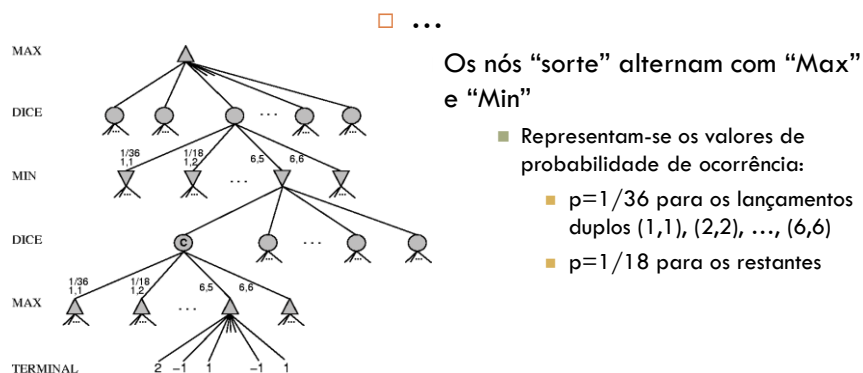 ...
MAX
DICE
...
1/36
1,1
1/18
1,2
6,5
6,6
MIN
...
DICE
C
...
1/36
1,1
1/18
1,2
6,5
6,6
MAX
...
TERMINAL
2 −1 1 −1 1
Os nós “sorte” alternam com “Max”
e “Min”
Representam-se os valores de
probabilidade de ocorrência:
p=1/36 para os lançamentos
duplos (1,1), (2,2), ..., (6,6)
p=1/18 para os restantes